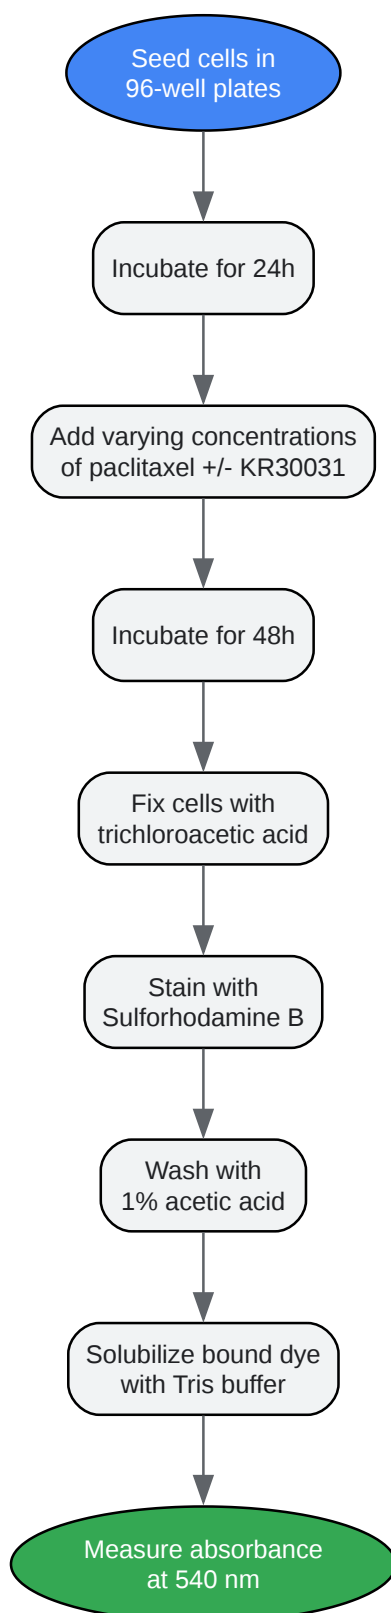 Seed cells in
96-well plates
Incubate for 24h
Add varying concentrations
of paclitaxel +/- KR30031
Incubate for 48h
Fix cells with
trichloroacetic acid
Stain with
Sulforhodamine B
Wash with
1% acetic acid
Solubilize bound dye
with Tris buffer
Measure absorbance
at 540 nm